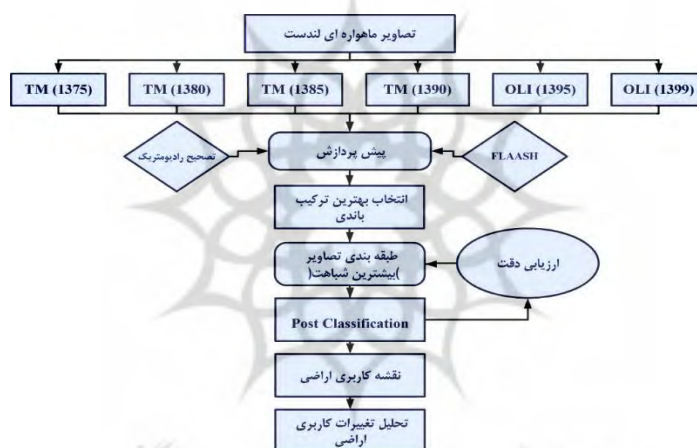 تصاویر ماهواره ای لندست
TM (1375)
TM (1380)
TM (1385)
TM (1390)
OLI (1395)
OLI (1399)
تصحیح رادیومتریک
پیش پردازش
FLAASH
انتخاب بهترین ترکیب
باندی
طبقه بندی تصاویر
)بیشترین شباهت(
ارزیابی دقت
Post Classification
نقشه کاربری اراضی
تحلیل تغییرات کاربری
اراضی